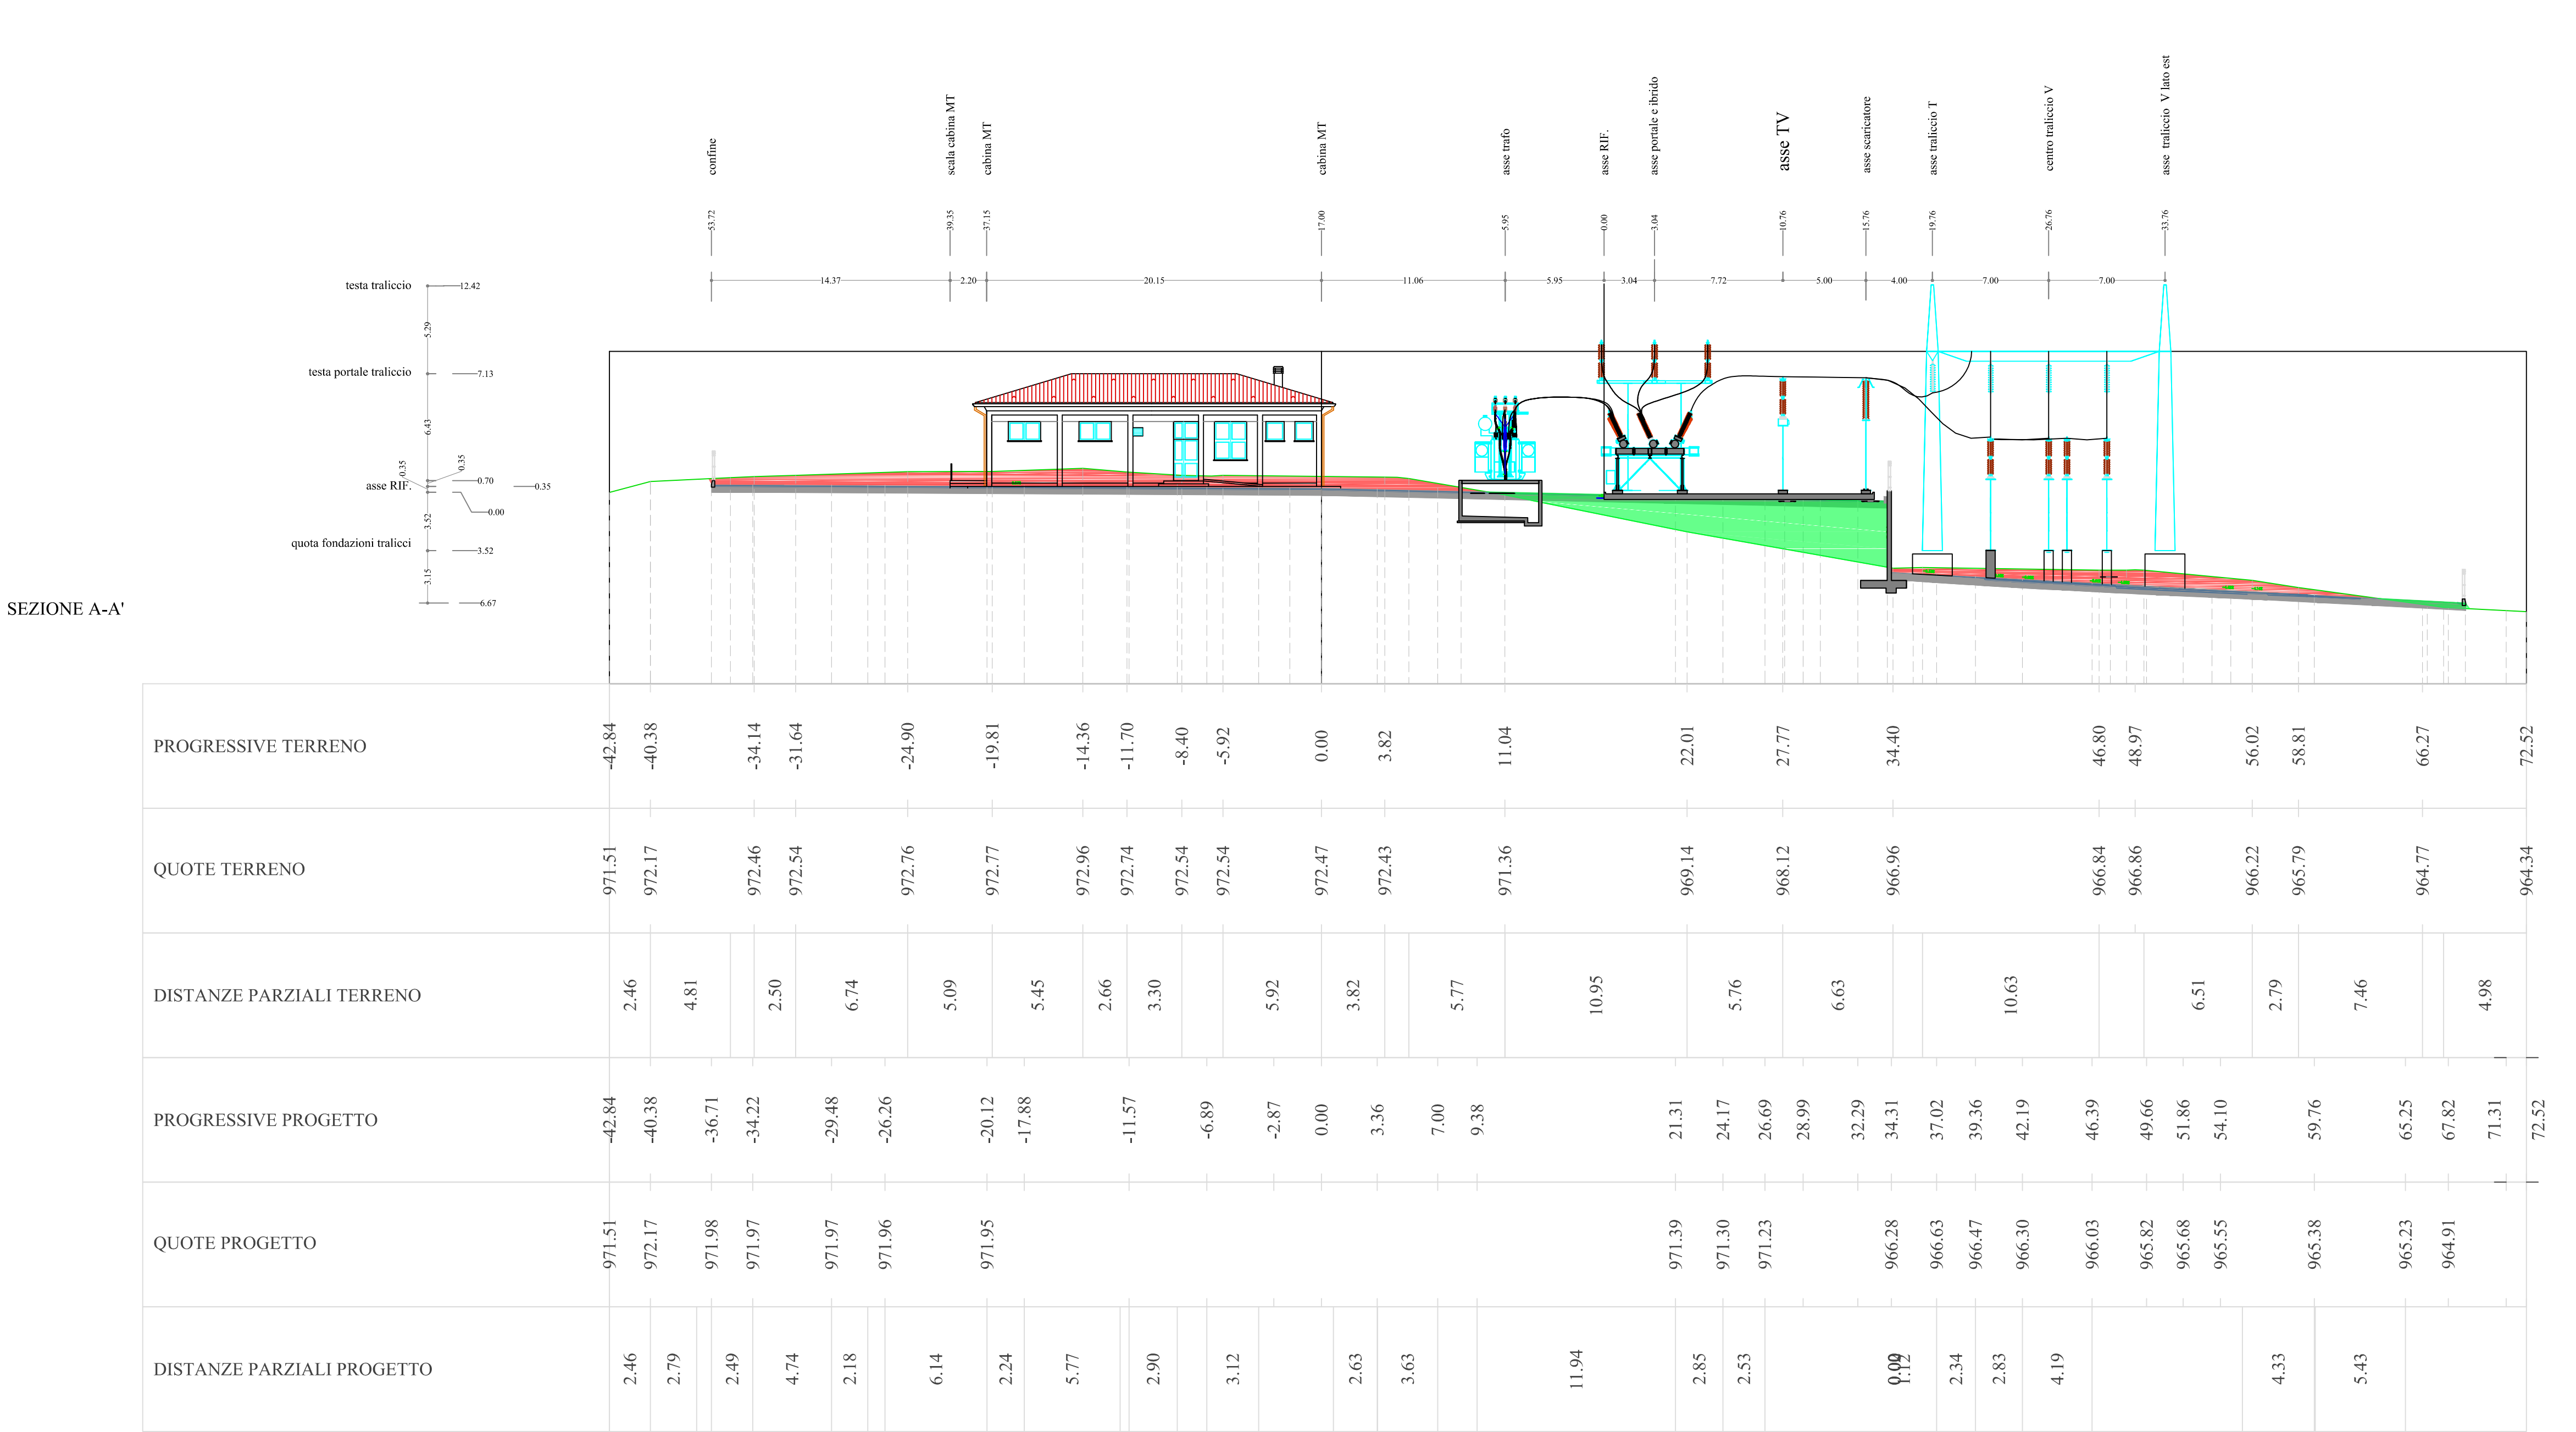 confine
scala cabina MT
cabina MT
cabina MT
asse trafo
asse RIF.
asse portale e ibrido
asse TV
asse scaricatore
asse traliccio T
centro traliccio V
asse traliccio V lato est
53.72 39.35 37.15 17.00 5.95 0.00 3.04 10.76 15.76 19.76 26.76 33.76
14.37 2.20 20.15 11.06 5.95 3.04 7.72 5.00 4.00 7.00 7.00
testa traliccio 12.42
5.29
testa portale traliccio 7.13
6.43
0.35 0.35
0.70
asse RIF. 0.35
0.00
3.52
quota fondazioni tralicci 3.52
3.15
6.67
SEZIONE A-A'
PROGRESSIVE TERRENO -42.84 -40.38 -34.14 -31.64 -24.90 -19.81 -14.36 -11.70 -8.40 -5.92 0.00 3.82 11.04 22.01 27.77 34.40 46.80 48.97 56.02 58.81 66.27 72.52
QUOTE TERRENO 971.51 972.17 972.46 972.54 972.76 972.77 972.96 972.74 972.54 972.54 972.47 972.43 971.36 969.14 968.12 966.96 966.84 966.86 966.22 965.79 964.77 964.34
DISTANZE PARZIALI TERRENO 2.46 4.81 2.50 6.74 5.09 5.45 2.66 3.30 5.92 3.82 5.77 10.95 5.76 6.63 10.63 6.51 2.79 7.46 4.98
PROGRESSIVE PROGETTO -42.84 -40.38 -36.71 -34.22 -29.48 -26.26 -20.12 -17.88 -11.57 -6.89 -2.87 0.00 3.36 7.00 9.38 21.31 24.17 26.69 28.99 32.29 34.31 37.02 39.36 42.19 46.39 49.66 51.86 54.10 59.76 65.25 67.82 71.31 72.52
QUOTE PROGETTO 971.51 972.17 971.98 971.97 971.97 971.96 971.95 971.39 971.30 971.23 966.28 966.63 966.47 966.30 966.03 965.82 965.68 965.55 965.38 965.23 964.91
DISTANZE PARZIALI PROGETTO 2.46 2.79 2.49 4.74 2.18 6.14 2.24 5.77 2.90 3.12 2.63 3.63 11.94 2.85 2.53 0.00 1.12 2.34 2.83 4.19 4.33 5.43